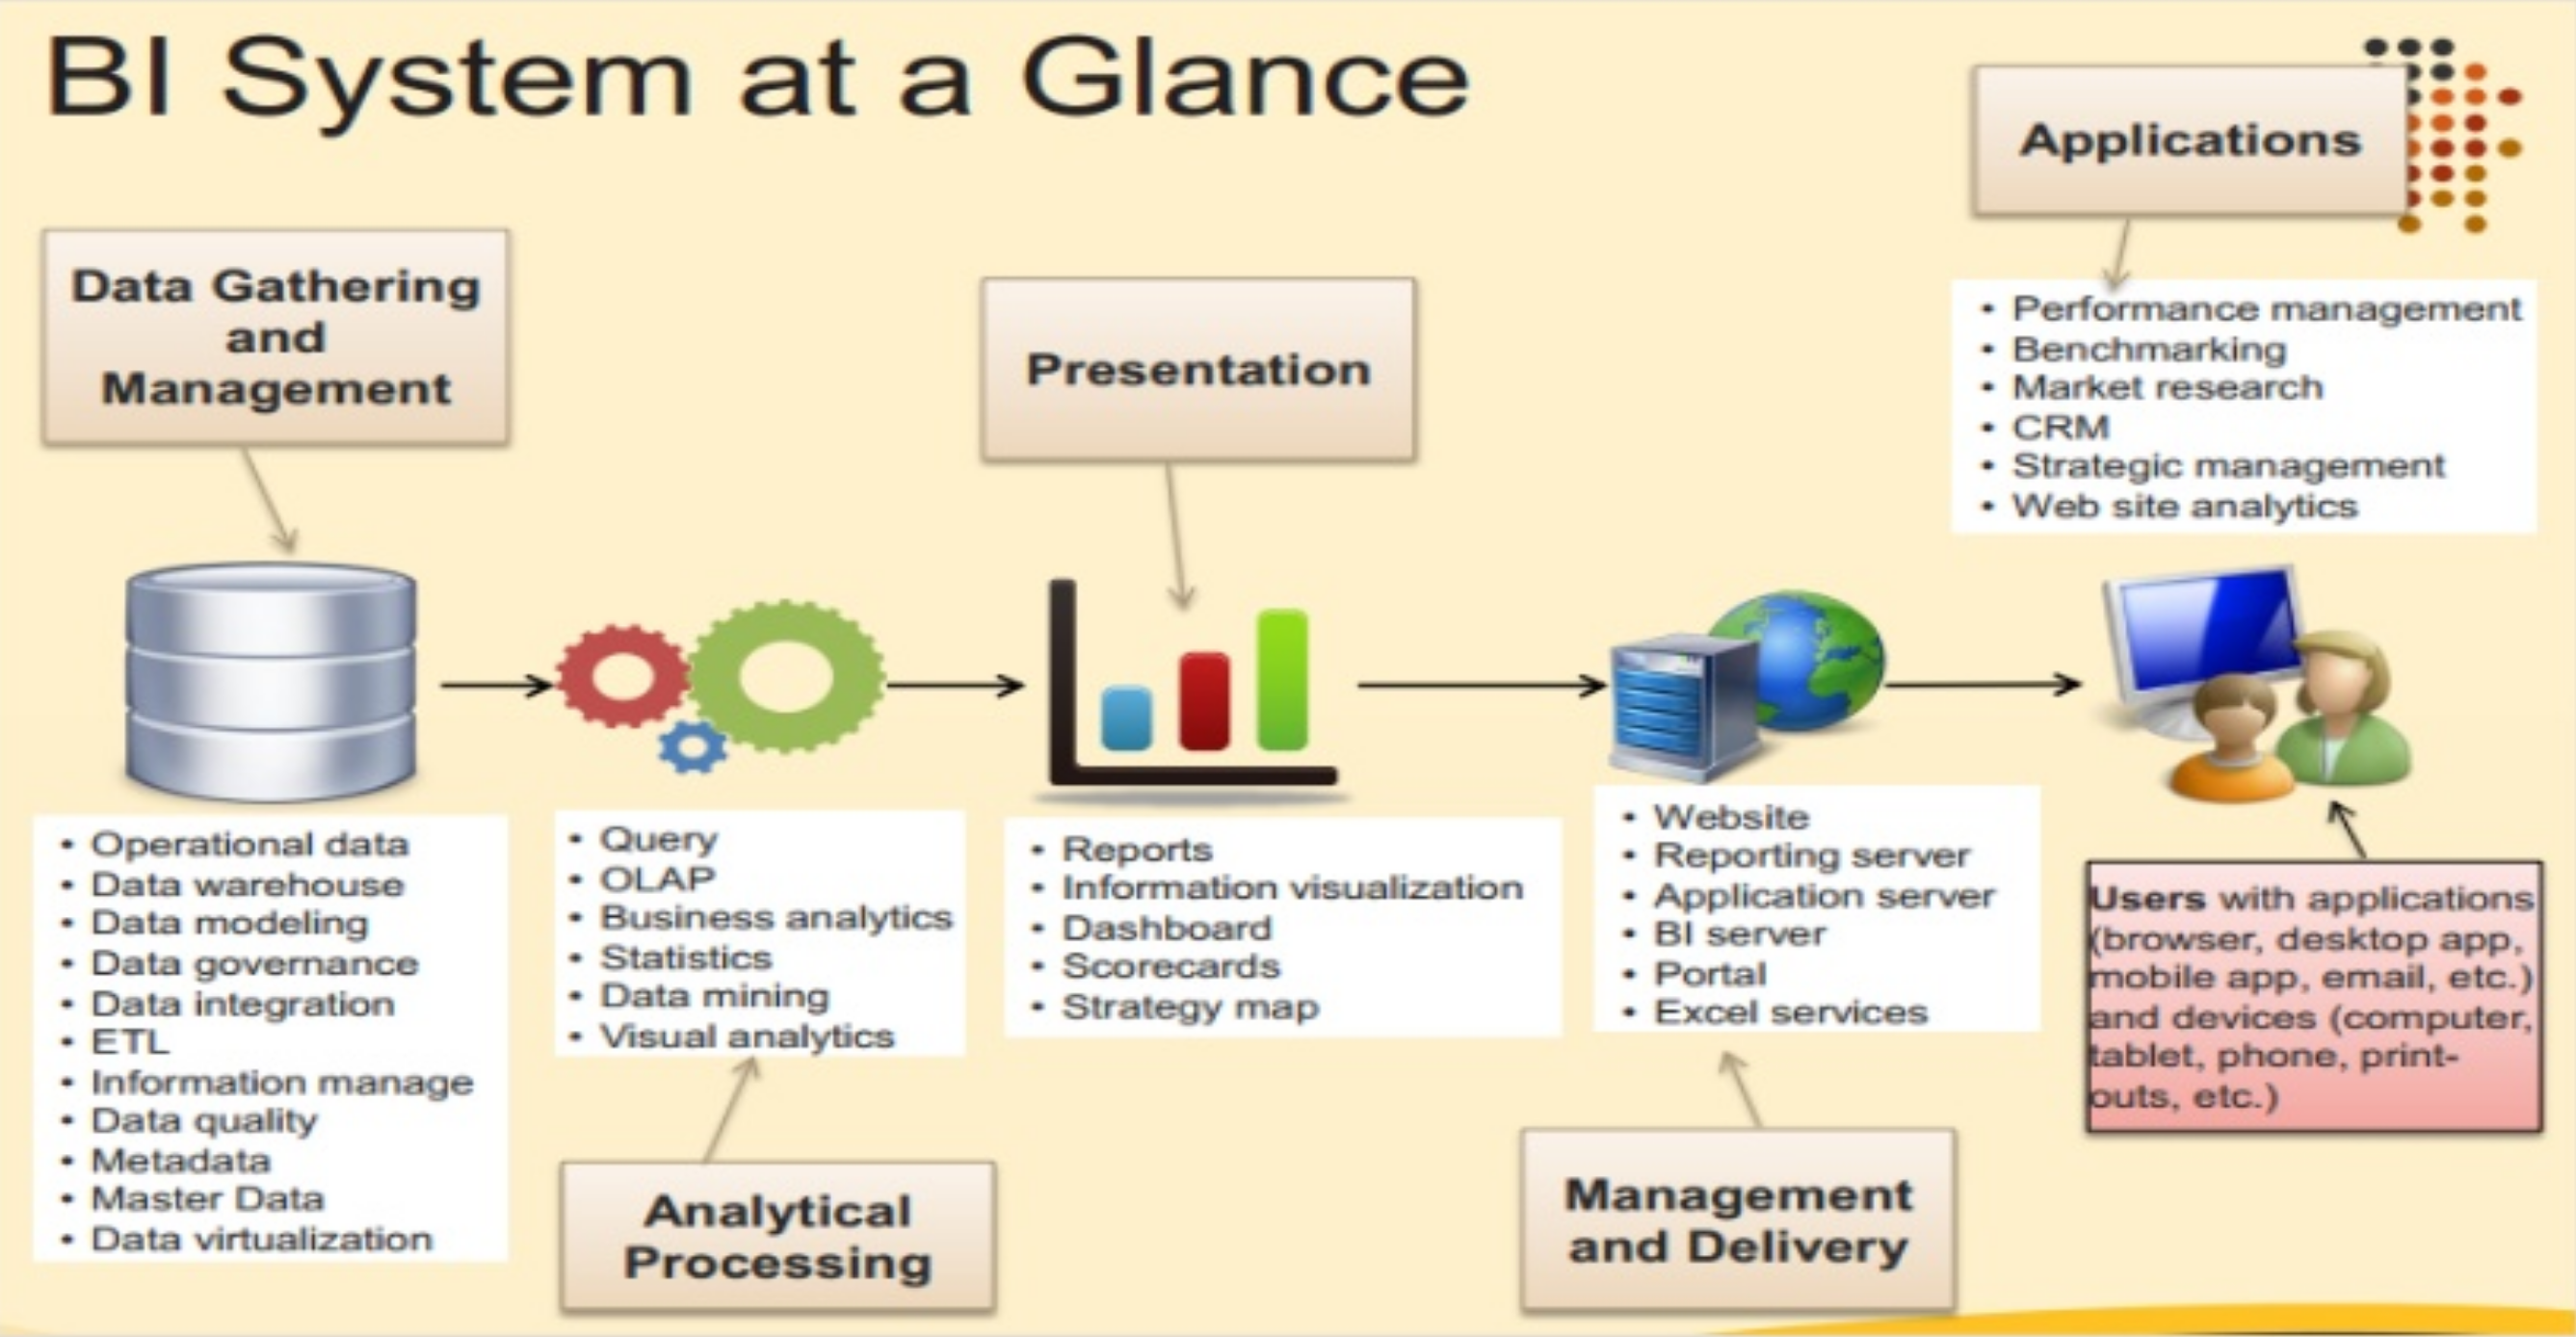 BI System at a Glance
Applications
• Performance management
• Benchmarking
• Market research
• CRM
• Strategic management
• Web site analytics
Data Gathering
and
Management
Presentation
• Operational data
• Data warehouse
• Data modeling
• Data governance
• Data integration
• ETL
• Information manage
• Data quality
• Metadata
• Master Data
• Data virtualization
• Query
• OLAP
• Business analytics
• Statistics
• Data mining
• Visual analytics
Analytical
Processing
• Reports
• Information visualization
• Dashboard
• Scorecards
• Strategy map
• Website
• Reporting server
• Application server
• BI server
• Portal
• Excel services
Management
and Delivery
Users with applications
(browser, desktop app,
mobile app, email, etc.)
and devices (computer,
tablet, phone, print-
outs, etc.)